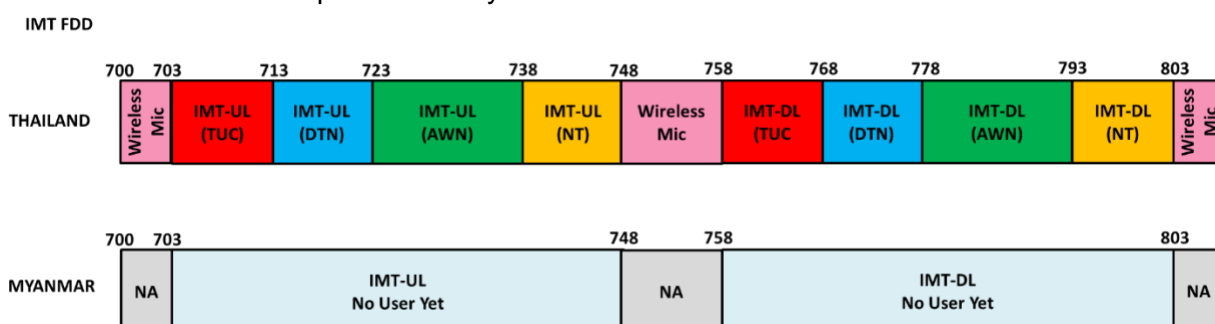 IMT FDD
700 703 713 723 738 748 758 768 778 793 803
THAILAND
Wireless Mic
IMT-UL (TUC)
IMT-UL (DTN)
IMT-UL (AWN)
IMT-UL (NT)
Wireless Mic
IMT-DL (TUC
IMT-DL (DTN)
IMT-DL (AWN)
IMT-DL (NT)
Wireless Mic
700 703 748 758 803
MYANMAR
NA
IMT-UL
No User Yet
NA
IMT-DL
No User Yet
NA